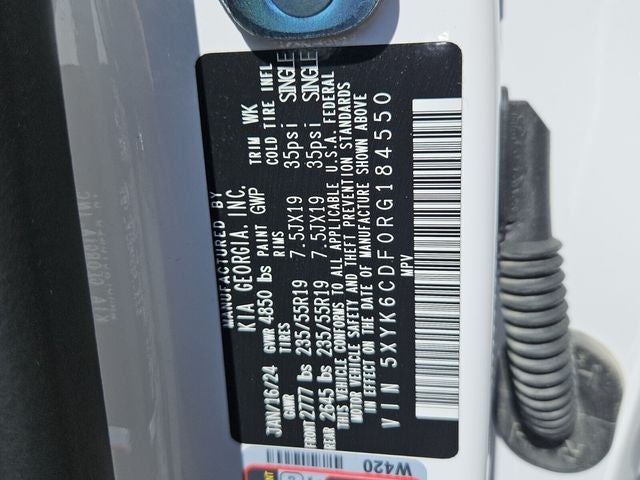 MANUFACTURED BY
KIA GEORGIA, INC.
JAN/16/24 GVWR 4850 lbs PAINT GWP TRIM WK
GAWR TIRES RIMS COLD TIRE INFL
FRONT 2777 lbs 235/55R19 7.5JX19 35psi SINGLE
REAR 2645 lbs 235/55R19 7.5JX19 35psi SINGLE
THIS VEHICLE CONFORMS TO ALL APPLICABLE U.S.A. FEDERAL
MOTOR VEHICLE SAFETY AND THEFT PREVENTION STANDARDS
IN EFFECT ON THE DATE OF MANUFACTURE SHOWN ABOVE
VIN 5XYK6CDF0RG184550
MPV
W420